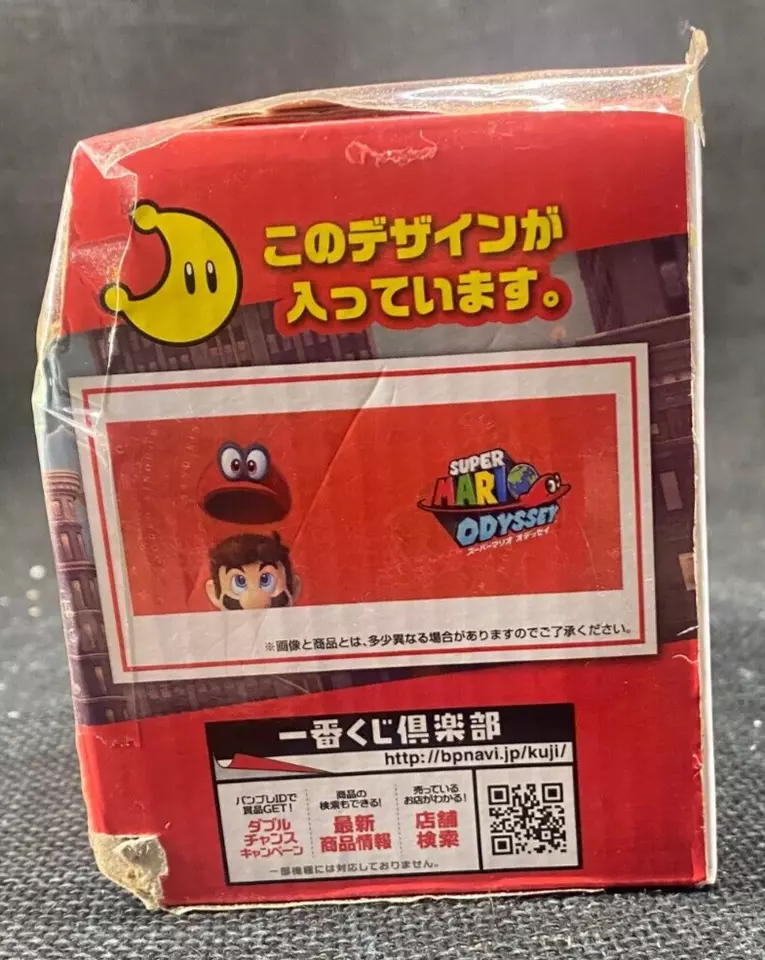 このデザインが
入っています。
SUPER
MARIO
ODYSSEY
スーパーマリオ オデッセイ
※画像と商品とは、多少異なる場合がありますのでご了承ください。
一番くじ倶楽部
http://bpnavi.jp/kuji/
バンプレIDで
賞品GET!
ダブル
チャンス
キャンペーン
商品の
検索もできる!
最新
商品情報
売っている
お店がわかる!
店舗
検索
一部機種には対応しておりません。